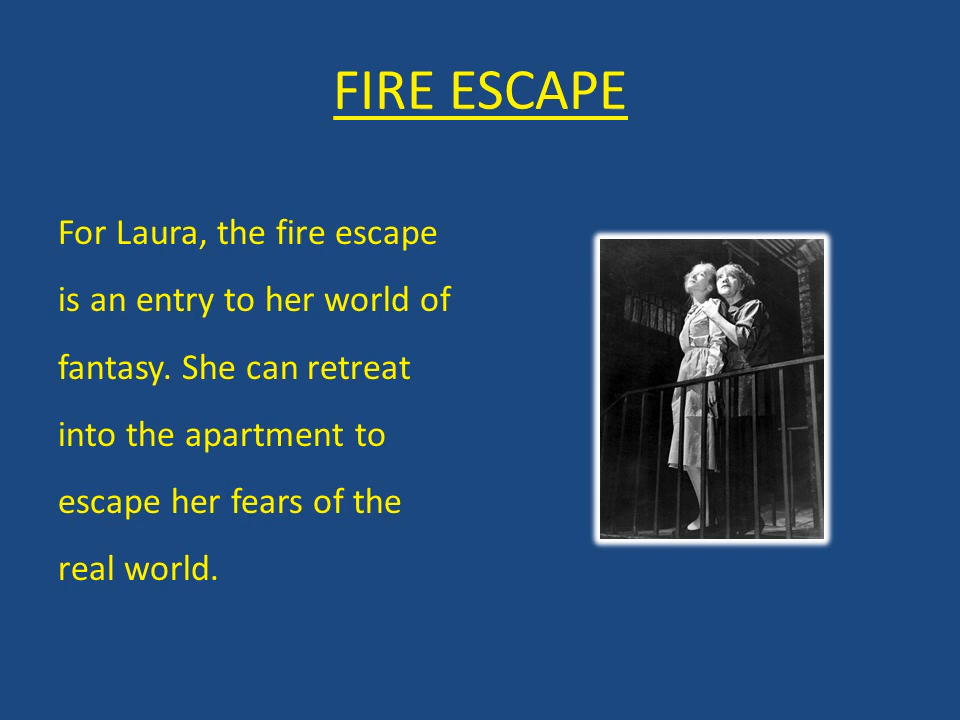 FIRE ESCAPE
For Laura, the fire escape
is an entry to her world of
fantasy. She can retreat
into the apartment to
escape her fears of the
real world.